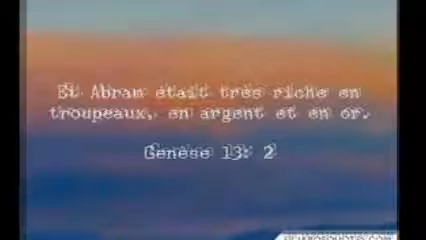 Et Abram était très riche en
troupeaux, en argent et en or.
Genèse 13: 2